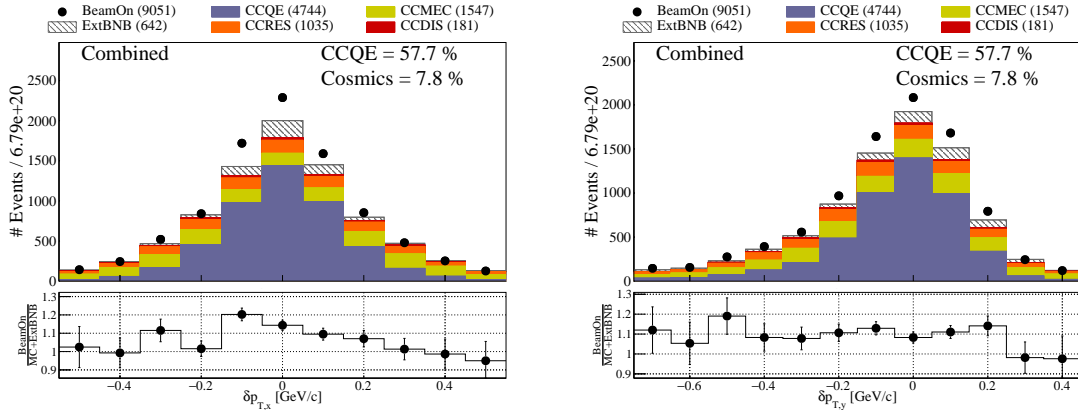 BeamOn (9051) CCQE (4744) CCMEC (1547)
ExtBNB (642) CCRES (1035) CCDIS (181)
Combined CCQE = 57.7 %
Cosmics = 7.8 %
# Events / 6.79e+20
2500
2000
1500
1000
500
0
BeamOn
MC+ExtBNB
1.3
1.2
1.1
1
0.9
−0.4 −0.2 0 0.2 0.4
δp_{T,x} [GeV/c]
BeamOn (9051) CCQE (4744) CCMEC (1547)
ExtBNB (642) CCRES (1035) CCDIS (181)
Combined CCQE = 57.7 %
Cosmics = 7.8 %
# Events / 6.79e+20
2500
2000
1500
1000
500
0
BeamOn
MC+ExtBNB
1.3
1.2
1.1
1
0.9
−0.6 −0.4 −0.2 0 0.2 0.4
δp_{T,y} [GeV/c]